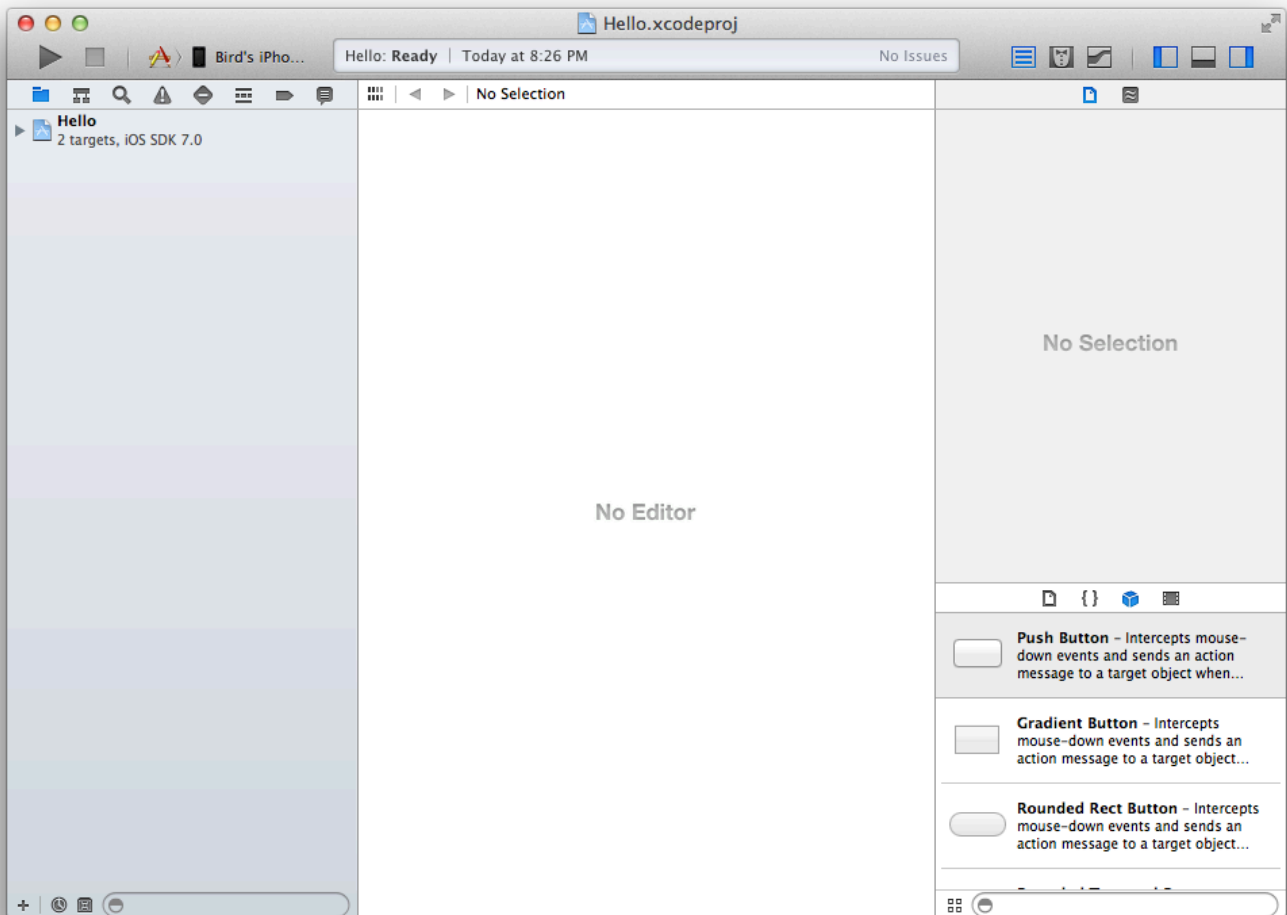 Hello.xcodeproj
Bird's iPho...
Hello: Ready | Today at 8:26 PM
No Issues
No Selection
Hello
2 targets, iOS SDK 7.0
No Editor
No Selection
{}
Push Button – Intercepts mouse-
down events and sends an action
message to a target object when...
Gradient Button – Intercepts
mouse-down events and sends an
action message to a target object...
Rounded Rect Button – Intercepts
mouse-down events and sends an
action message to a target object...